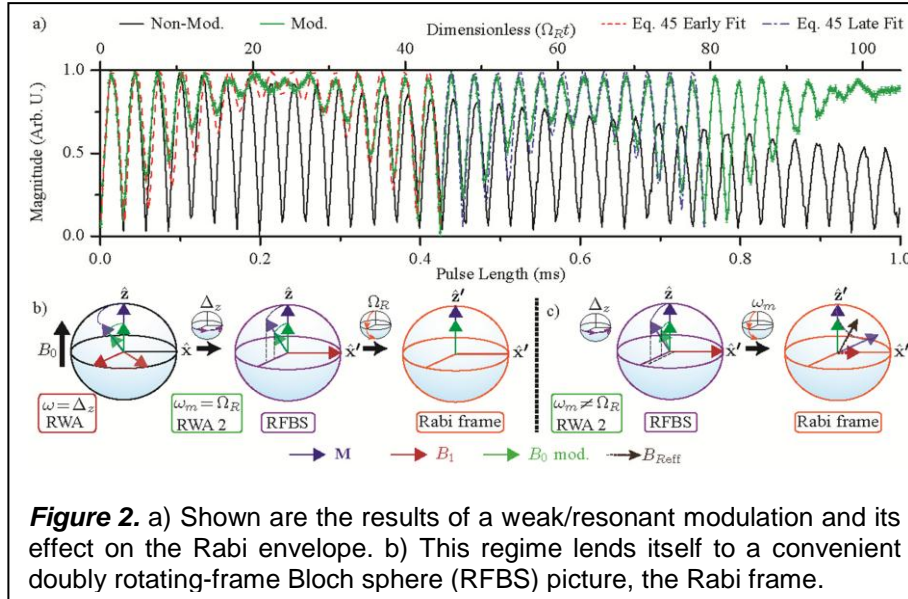 a)
Non-Mod. Mod. Dimensionless (Ω_R t) Eq. 45 Early Fit Eq. 45 Late Fit
0 20 40 60 80 100
Magnitude (Arb. U.)
1.0
0.5
0.0
0.0 0.2 0.4 0.6 0.8 1.0
Pulse Length (ms)
b) ẑ Δ_z ẑ Ω_R ẑ′
B_0 x̂ x̂′ x̂′
ω=Δ_z
RWA
ω_m=Ω_R
RWA 2
RFBS
Rabi frame
c) Δ_z ẑ ω_m ẑ′
x̂′ x̂′
ω_m≠Ω_R
RWA 2
RFBS
Rabi frame
M B_1 B_0 mod. B_Reff
Figure 2. a) Shown are the results of a weak/resonant modulation and its
effect on the Rabi envelope. b) This regime lends itself to a convenient
doubly rotating-frame Bloch sphere (RFBS) picture, the Rabi frame.